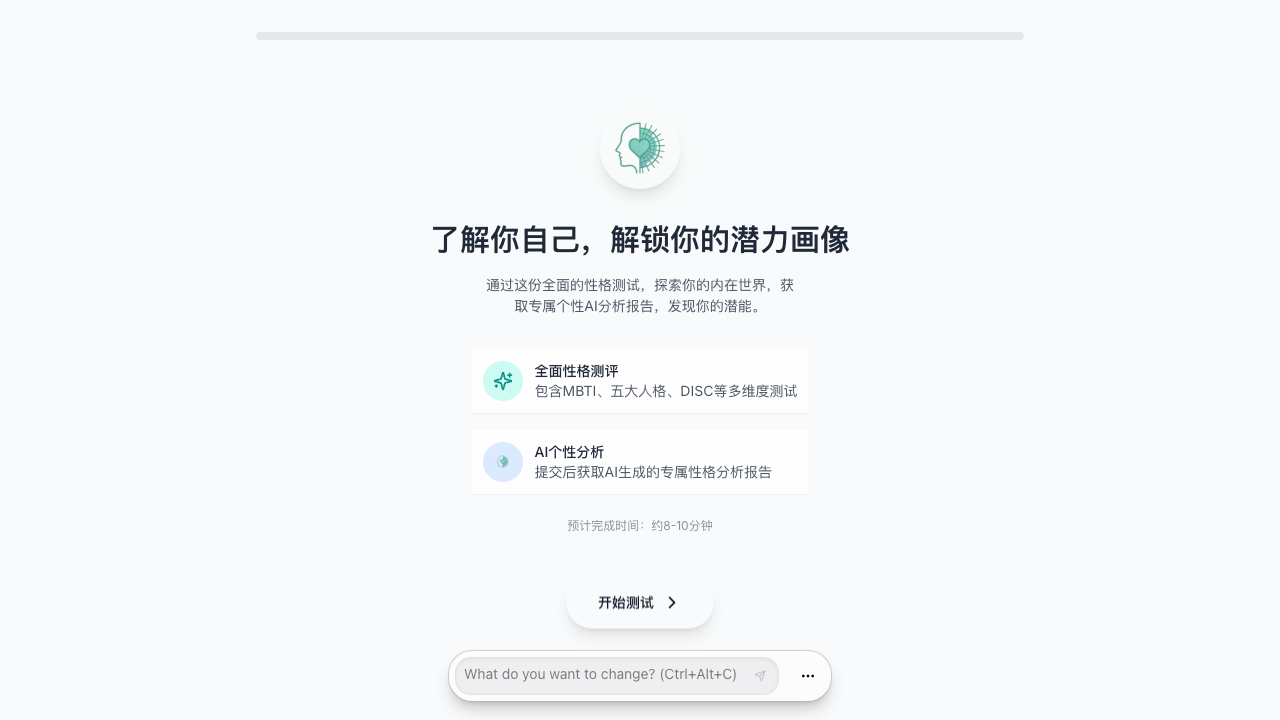 了解你自己，解锁你的潜力画像
通过这份全面的性格测试，探索你的内在世界，获
取专属个性AI分析报告，发现你的潜能。
全面性格测评
包含MBTI、五大人格、DISC等多维度测试
AI个性分析
提交后获取AI生成的专属性格分析报告
预计完成时间：约8-10分钟
开始测试
What do you want to change? (Ctrl+Alt+C)